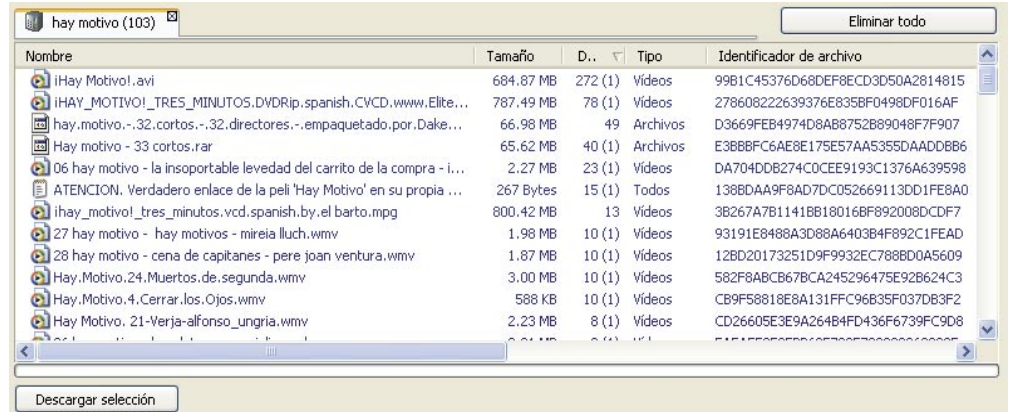 hay motivo (103)
Eliminar todo
Nombre Tamaño D.. Tipo Identificador de archivo
iHay Motivo!.avi 684.87 MB 272 (1) Vídeos 99B1C45376D68DEF8ECD3D50A2814815
iHAY_MOTIVO!_TRES_MINUTOS.DVDRip.spanish.CVCD.www.Elite... 787.49 MB 78 (1) Vídeos 278608222639376E835BF0498DF016AF
hay.motivo.-.32.cortos.-.32.directores.-.empaquetado.por.Dake... 66.98 MB 49 Archivos D3669FEB4974D8AB8752B89048F7F907
Hay motivo - 33 cortos.rar 65.62 MB 40 (1) Archivos E3BBBFC6AE8E175E57AA5355DAADDBB6
06 hay motivo - la insoportable levedad del carrito de la compra - i... 2.27 MB 23 (1) Vídeos DA704DDB274C0CEE9193C1376A639598
ATENCION. Verdadero enlace de la peli 'Hay Motivo' en su propia ... 267 Bytes 15 (1) Todos 138BDAA9F8AD7DC052669113DD1FE8A0
ihay_motivo!_tres_minutos.vcd.spanish.by.el barto.mpg 800.42 MB 13 Vídeos 3B267A7B1141BB18016BF892008DCDF7
27 hay motivo - hay motivos - mireia lluch.wmv 1.98 MB 10 (1) Vídeos 93191E8488A3D88A6403B4F892C1FEAD
28 hay motivo - cena de capitanes - pere joan ventura.wmv 1.87 MB 10 (1) Vídeos 12BD20173251D9F9932EC788BD0A5609
Hay.Motivo.24.Muertos.de.segunda.wmv 3.00 MB 10 (1) Vídeos 582F8ABCB67BCA245296475E92B624C3
Hay.Motivo.4.Cerrar.los.Ojos.wmv 588 KB 10 (1) Vídeos CB9F58818E8A131FFC96B35F037DB3F2
Hay Motivo. 21-Verja-alfonso_ungria.wmv 2.23 MB 8 (1) Vídeos CD26605E3E9A264B4FD436F6739FC9D8
Descargar selección